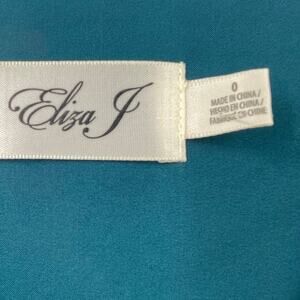 Eliza J
0
MADE IN CHINA/
HECHO EN CHINA/
FABRIQUÉ EN CHINE